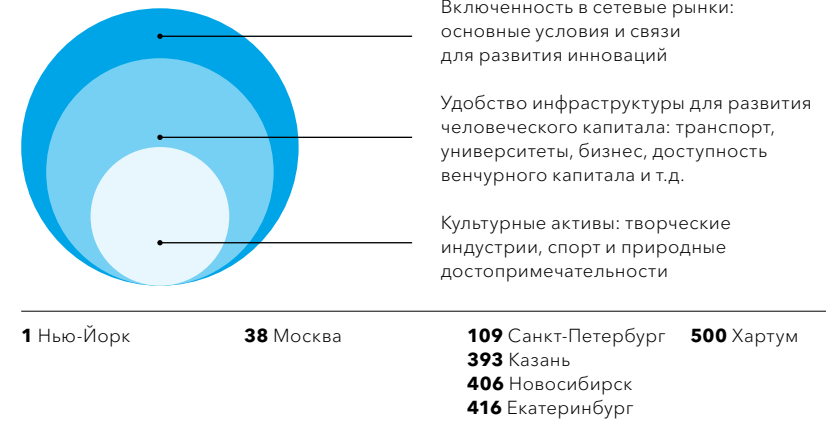 Включенность в сетевые рынки:
основные условия и связи
для развития инноваций
Удобство инфраструктуры для развития
человеческого капитала: транспорт,
университеты, бизнес, доступность
венчурного капитала и т.д.
Культурные активы: творческие
индустрии, спорт и природные
достопримечательности
1 Нью-Йорк
38 Москва
109 Санкт-Петербург
393 Казань
406 Новосибирск
416 Екатеринбург
500 Хартум